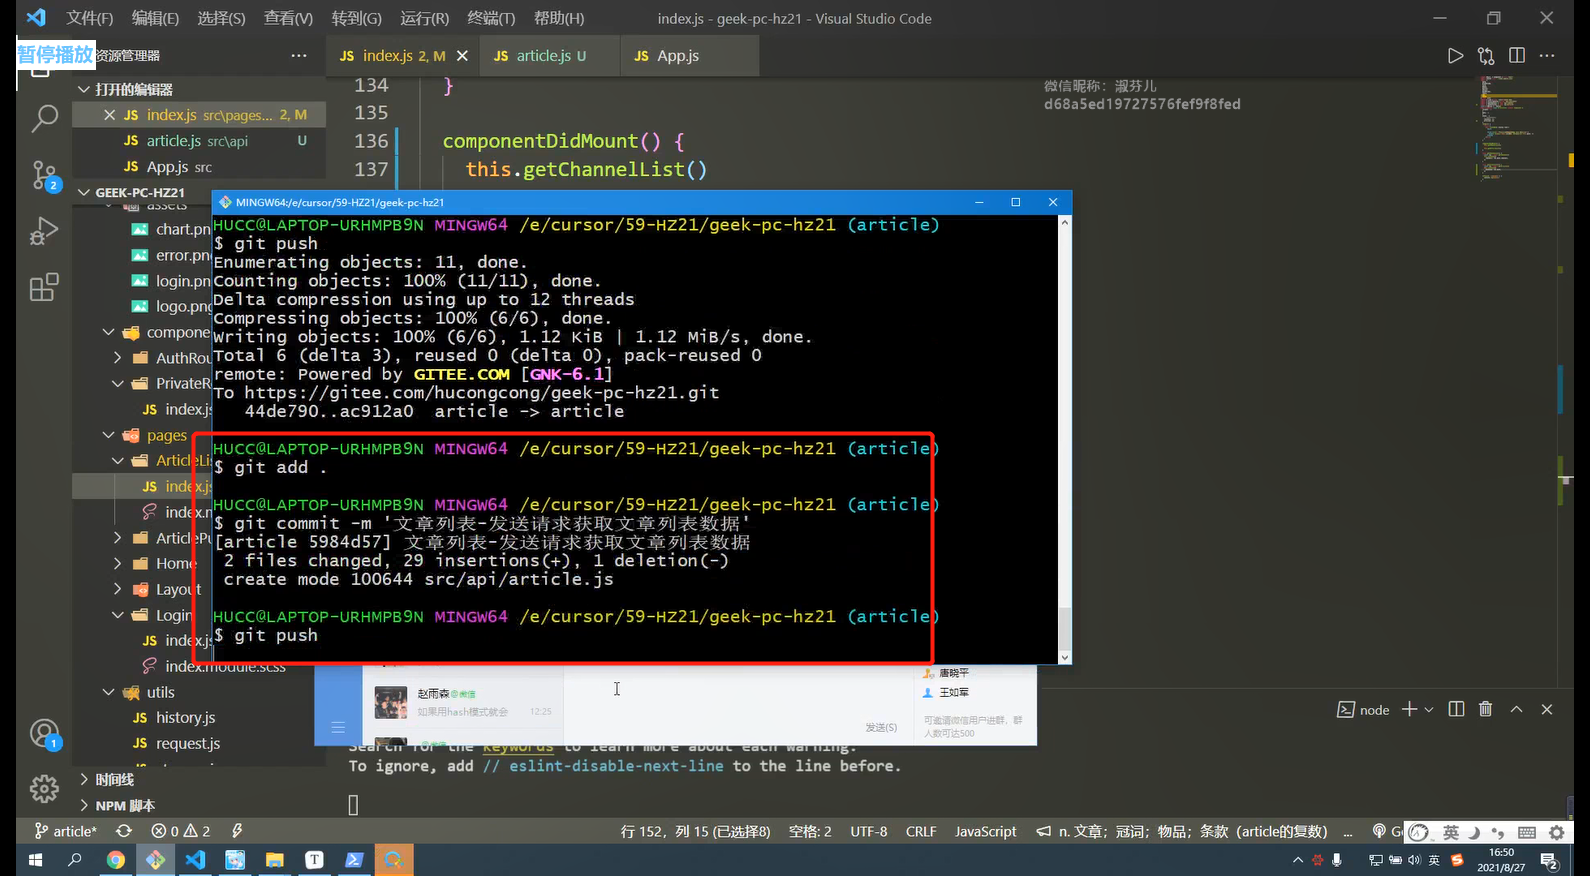 文件(F) 编辑(E) 选择(S) 查看(V) 转到(G) 运行(R) 终端(T) 帮助(H)
index.js - geek-pc-hz21 - Visual Studio Code
暂停播放
资源管理器
JS index.js 2, M
JS article.js U
JS App.js
打开的编辑器
JS index.js src\pages... 2, M
JS article.js src\api U
JS App.js src
GEEK-PC-HZ21
assets
chart.pn
error.pn
login.pn
logo.png
compone
AuthRou
PrivateR
JS index.js
pages
ArticleLis
JS index.js
index.m
ArticlePu
Home
Layout
Login
JS index.js
index.module.scss
utils
JS history.js
JS request.js
时间线
NPM 脚本
134 }
135
136 componentDidMount() {
137 this.getChannelList()
微信昵称：淑芬儿
d68a5ed19727576fef9f8fed
MINGW64:/e/cursor/59-HZ21/geek-pc-hz21
HUCC@LAPTOP-URHMPB9N MINGW64 /e/cursor/59-HZ21/geek-pc-hz21 (article)
$ git push
Enumerating objects: 11, done.
Counting objects: 100% (11/11), done.
Delta compression using up to 12 threads
Compressing objects: 100% (6/6), done.
Writing objects: 100% (6/6), 1.12 KiB | 1.12 MiB/s, done.
Total 6 (delta 3), reused 0 (delta 0), pack-reused 0
remote: Powered by GITEE.COM [GNK-6.1]
To https://gitee.com/hucongcong/geek-pc-hz21.git
44de790..ac912a0 article -> article
HUCC@LAPTOP-URHMPB9N MINGW64 /e/cursor/59-HZ21/geek-pc-hz21 (article)
$ git add .
HUCC@LAPTOP-URHMPB9N MINGW64 /e/cursor/59-HZ21/geek-pc-hz21 (article)
$ git commit -m '文章列表-发送请求获取文章列表数据'
[article 5984d57] 文章列表-发送请求获取文章列表数据
2 files changed, 29 insertions(+), 1 deletion(-)
create mode 100644 src/api/article.js
HUCC@LAPTOP-URHMPB9N MINGW64 /e/cursor/59-HZ21/geek-pc-hz21 (article)
$ git push
赵雨森@微信
如果用hash模式就会 12:25
发送(S)
唐晓平
王如军
可邀请微信用户进群，群
人数可达500
node
Search for the keywords to learn more about each warning.
To ignore, add // eslint-disable-next-line to the line before.
2
1
article* 0 2
行 152，列 15 (已选择8) 空格: 2 UTF-8 CRLF JavaScript n. 文章；冠词；物品；条款（article的复数） ...
英
英
16:50
2021/8/27
2